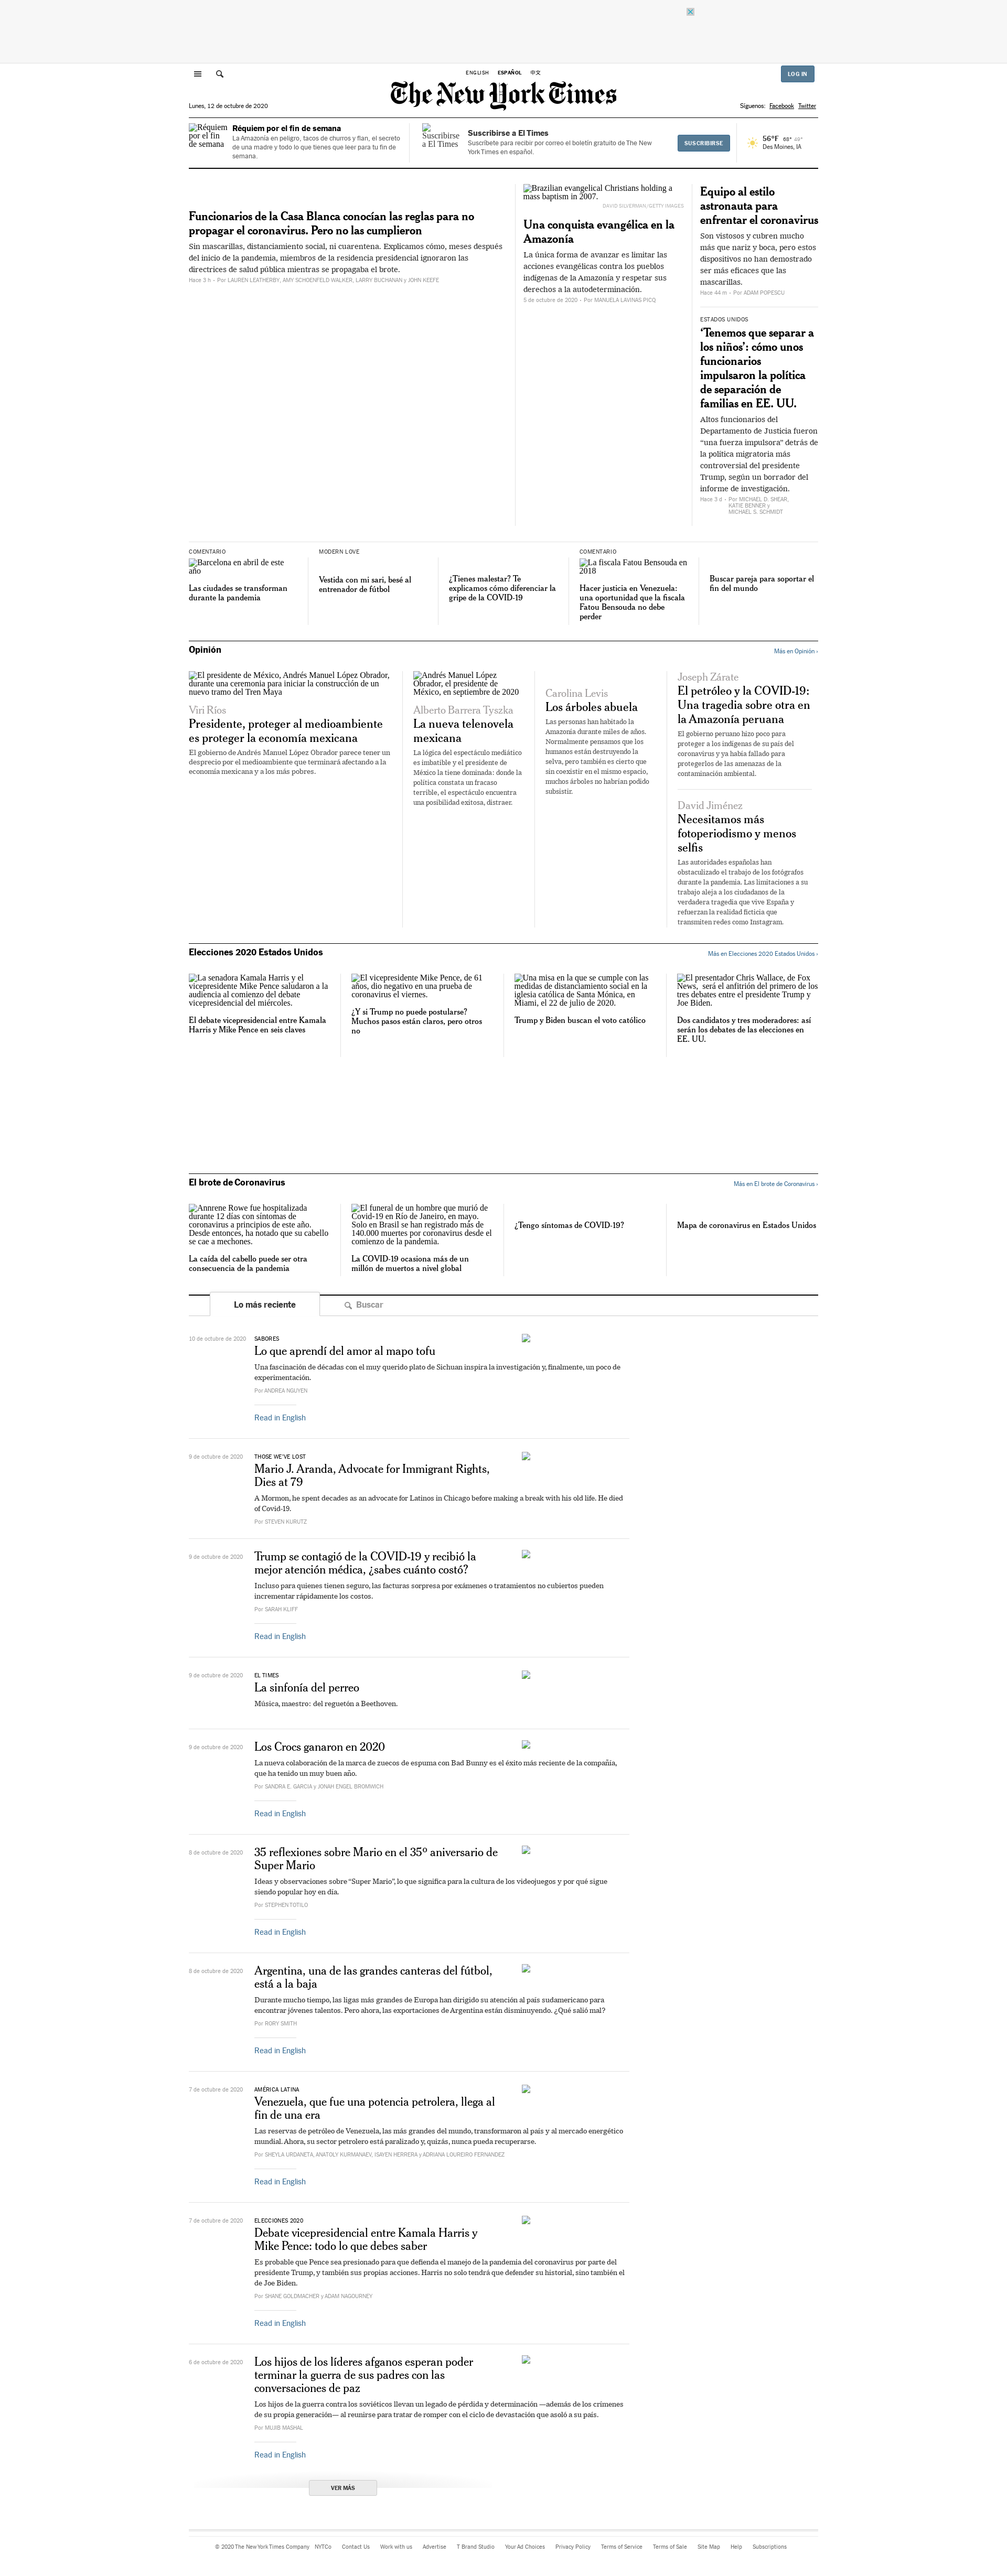 ENGLISH ESPAÑOL 中文
LOG IN
The New York Times
Lunes, 12 de octubre de 2020
Síguenos: Facebook Twitter
Réquiem por el fin de semana
Réquiem por el fin de semana
La Amazonía en peligro, tacos de churros y flan, el secreto
de una madre y todo lo que tienes que leer para tu fin de
semana.
Suscribirse a El Times
Suscribirse a El Times
Suscríbete para recibir por correo el boletín gratuito de The New
York Times en español.
SUSCRIBIRSE
56°F
Des Moines, IA
Funcionarios de la Casa Blanca conocían las reglas para no
propagar el coronavirus. Pero no las cumplieron
Sin mascarillas, distanciamiento social, ni cuarentena. Explicamos cómo, meses después
del inicio de la pandemia, miembros de la residencia presidencial ignoraron las
directrices de salud pública mientras se propagaba el brote.
Hace 3 h - Por LAUREN LEATHERBY, AMY SCHOENFELD WALKER, LARRY BUCHANAN y JOHN KEEFE
Brazilian evangelical Christians holding a
mass baptism in 2007.
DAVID SILVERMAN/GETTY IMAGES
Una conquista evangélica en la
Amazonía
La única forma de avanzar es limitar las
acciones evangélicas contra los pueblos
indígenas de la Amazonía y respetar sus
derechos a la autodeterminación.
5 de octubre de 2020 - Por MANUELA LAVINAS PICQ
Equipo al estilo
astronauta para
enfrentar el coronavirus
Son vistosos y cubren mucho
más que nariz y boca, pero estos
dispositivos no han demostrado
ser más eficaces que las
mascarillas.
Hace 44 m - Por ADAM POPESCU
ESTADOS UNIDOS
‘Tenemos que separar a
los niños’: cómo unos
funcionarios
impulsaron la política
de separación de
familias en EE. UU.
Altos funcionarios del
Departamento de Justicia fueron
“una fuerza impulsora” detrás de
la política migratoria más
controversial del presidente
Trump, según un borrador del
informe de investigación.
Hace 3 d - Por MICHAEL D. SHEAR,
KATIE BENNER y
MICHAEL S. SCHMIDT
COMENTARIO
Barcelona en abril de este
año
Las ciudades se transforman
durante la pandemia
MODERN LOVE
Vestida con mi sari, besé al
entrenador de fútbol
¿Tienes malestar? Te
explicamos cómo diferenciar la
gripe de la COVID-19
COMENTARIO
La fiscala Fatou Bensouda en
2018
Hacer justicia en Venezuela:
una oportunidad que la fiscala
Fatou Bensouda no debe
perder
Buscar pareja para soportar el
fin del mundo
Opinión
Más en Opinión ›
El presidente de México, Andrés Manuel López Obrador,
durante una ceremonia para iniciar la construcción de un
nuevo tramo del Tren Maya
Viri Ríos
Presidente, proteger al medioambiente
es proteger la economía mexicana
El gobierno de Andrés Manuel López Obrador parece tener un
desprecio por el medioambiente que terminará afectando a la
economía mexicana y a los más pobres.
Andrés Manuel López
Obrador, el presidente de
México, en septiembre de 2020
Alberto Barrera Tyszka
La nueva telenovela
mexicana
La lógica del espectáculo mediático
es imbatible y el presidente de
México la tiene dominada: donde la
política constata un fracaso
terrible, el espectáculo encuentra
una posibilidad exitosa, distraer.
Carolina Levis
Los árboles abuela
Las personas han habitado la
Amazonía durante miles de años.
Normalmente pensamos que los
humanos están destruyendo la
selva, pero también es cierto que
sin coexistir en el mismo espacio,
muchos árboles no habrían podido
subsistir.
Joseph Zárate
El petróleo y la COVID-19:
Una tragedia sobre otra en
la Amazonía peruana
El gobierno peruano hizo poco para
proteger a los indígenas de su país del
coronavirus y ya había fallado para
protegerlos de las amenazas de la
contaminación ambiental.
David Jiménez
Necesitamos más
fotoperiodismo y menos
selfis
Las autoridades españolas han
obstaculizado el trabajo de los fotógrafos
durante la pandemia. Las limitaciones a su
trabajo aleja a los ciudadanos de la
verdadera tragedia que vive España y
refuerzan la realidad ficticia que
transmiten redes como Instagram.
Elecciones 2020 Estados Unidos
Más en Elecciones 2020 Estados Unidos ›
La senadora Kamala Harris y el
vicepresidente Mike Pence saludaron a la
audiencia al comienzo del debate
vicepresidencial del miércoles.
El debate vicepresidencial entre Kamala
Harris y Mike Pence en seis claves
El vicepresidente Mike Pence, de 61
años, dio negativo en una prueba de
coronavirus el viernes.
¿Y si Trump no puede postularse?
Muchos pasos están claros, pero otros
no
Una misa en la que se cumple con las
medidas de distanciamiento social en la
iglesia católica de Santa Mónica, en
Miami, el 22 de julio de 2020.
Trump y Biden buscan el voto católico
El presentador Chris Wallace, de Fox
News, será el anfitrión del primero de los
tres debates entre el presidente Trump y
Joe Biden.
Dos candidatos y tres moderadores: así
serán los debates de las elecciones en
EE. UU.
El brote de Coronavirus
Más en El brote de Coronavirus ›
Annrene Rowe fue hospitalizada
durante 12 días con síntomas de
coronavirus a principios de este año.
Desde entonces, ha notado que su cabello
se cae a mechones.
La caída del cabello puede ser otra
consecuencia de la pandemia
El funeral de un hombre que murió de
Covid-19 en Río de Janeiro, en mayo.
Solo en Brasil se han registrado más de
140.000 muertes por coronavirus desde el
comienzo de la pandemia.
La COVID-19 ocasiona más de un
millón de muertos a nivel global
¿Tengo síntomas de COVID-19?
Mapa de coronavirus en Estados Unidos
Lo más reciente
Buscar
10 de octubre de 2020
SABORES
Lo que aprendí del amor al mapo tofu
Una fascinación de décadas con el muy querido plato de Sichuan inspira la investigación y, finalmente, un poco de
experimentación.
Por ANDREA NGUYEN
Read in English
9 de octubre de 2020
THOSE WE'VE LOST
Mario J. Aranda, Advocate for Immigrant Rights,
Dies at 79
A Mormon, he spent decades as an advocate for Latinos in Chicago before making a break with his old life. He died
of Covid-19.
Por STEVEN KURUTZ
9 de octubre de 2020
Trump se contagió de la COVID-19 y recibió la
mejor atención médica, ¿sabes cuánto costó?
Incluso para quienes tienen seguro, las facturas sorpresa por exámenes o tratamientos no cubiertos pueden
incrementar rápidamente los costos.
Por SARAH KLIFF
Read in English
9 de octubre de 2020
EL TIMES
La sinfonía del perreo
Música, maestro: del reguetón a Beethoven.
9 de octubre de 2020
Los Crocs ganaron en 2020
La nueva colaboración de la marca de zuecos de espuma con Bad Bunny es el éxito más reciente de la compañía,
que ha tenido un muy buen año.
Por SANDRA E. GARCIA y JONAH ENGEL BROMWICH
Read in English
8 de octubre de 2020
35 reflexiones sobre Mario en el 35º aniversario de
Super Mario
Ideas y observaciones sobre “Super Mario”, lo que significa para la cultura de los videojuegos y por qué sigue
siendo popular hoy en día.
Por STEPHEN TOTILO
Read in English
8 de octubre de 2020
Argentina, una de las grandes canteras del fútbol,
está a la baja
Durante mucho tiempo, las ligas más grandes de Europa han dirigido su atención al país sudamericano para
encontrar jóvenes talentos. Pero ahora, las exportaciones de Argentina están disminuyendo. ¿Qué salió mal?
Por RORY SMITH
Read in English
7 de octubre de 2020
AMÉRICA LATINA
Venezuela, que fue una potencia petrolera, llega al
fin de una era
Las reservas de petróleo de Venezuela, las más grandes del mundo, transformaron al país y al mercado energético
mundial. Ahora, su sector petrolero está paralizado y, quizás, nunca pueda recuperarse.
Por SHEYLA URDANETA, ANATOLY KURMANAEV, ISAYEN HERRERA y ADRIANA LOUREIRO FERNANDEZ
Read in English
7 de octubre de 2020
ELECCIONES 2020
Debate vicepresidencial entre Kamala Harris y
Mike Pence: todo lo que debes saber
Es probable que Pence sea presionado para que defienda el manejo de la pandemia del coronavirus por parte del
presidente Trump, y también sus propias acciones. Harris no solo tendrá que defender su historial, sino también el
de Joe Biden.
Por SHANE GOLDMACHER y ADAM NAGOURNEY
Read in English
6 de octubre de 2020
Los hijos de los líderes afganos esperan poder
terminar la guerra de sus padres con las
conversaciones de paz
Los hijos de la guerra contra los soviéticos llevan un legado de pérdida y determinación —además de los crímenes
de su propia generación— al reunirse para tratar de romper con el ciclo de devastación que asoló a su país.
Por MUJIB MASHAL
Read in English
VER MÁS
© 2020 The New York Times Company NYTCo Contact Us Work with us Advertise T Brand Studio Your Ad Choices Privacy Policy Terms of Service Terms of Sale Site Map Help Subscriptions